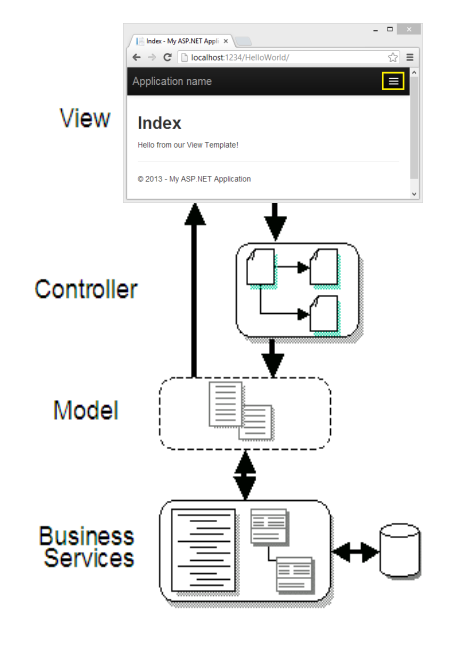 Index - My ASP.NET Appli
localhost:1234/HelloWorld/
Application name
View
Index
Hello from our View Template!
© 2013 - My ASP.NET Application
Controller
Model
Business
Services